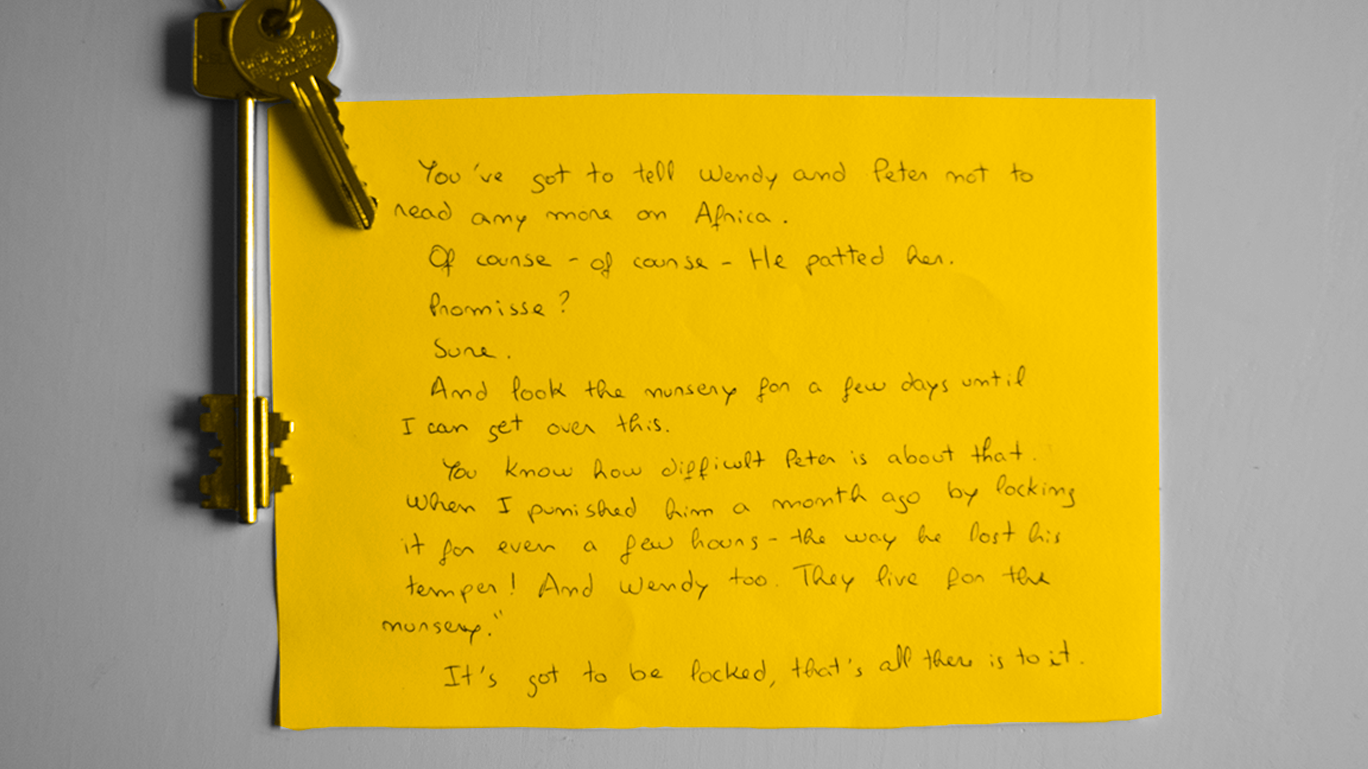 You've got to tell Wendy and Peter not to
read any more on Africa.
Of course - of course - He patted her.
Promisse?
Sure.
And look the nursery for a few days until
I can get over this.
You know how difficult Peter is about that.
When I punished him a month ago by locking
it for even a few hours - the way he lost his
temper! And Wendy too. They live for the
nursery."
It's got to be locked, that's all there is to it.